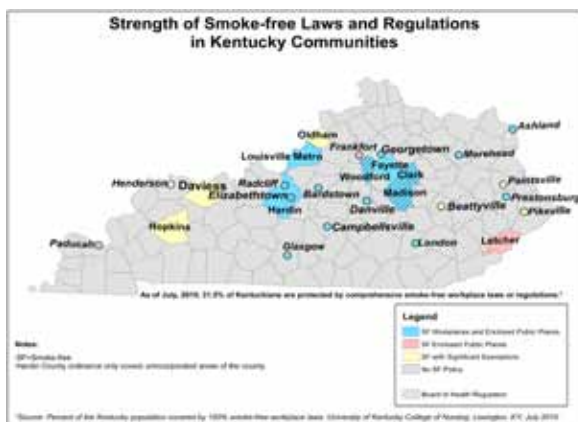 Strength of Smoke-free Laws and Regulations
in Kentucky Communities
Ashland
Oldham
Frankfort
Georgetown
Louisville Metro
Fayette
Morehead
Woodford
Clark
Henderson
Daviess
Radcliff
Bardstown
Paintsville
Elizabethtown
Madison
Prestonsburg
Hardin
Danville
Beattyville
Pikeville
Hopkins
Campbellsville
Letcher
Paducah
Glasgow
London
*As of July, 2010, 31.5% of Kentuckians are protected by comprehensive smoke-free workplace laws or regulations.*
Notes:
SF=Smoke-free
Hardin County ordinance only covers unincorporated areas of the county.
Legend
SF Workplaces and Enclosed Public Places
SF Enclosed Public Places
SF with Significant Exemptions
No SF Policy
Board of Health Regulation
*Source: Percent of the Kentucky population covered by 100% smoke-free workplace laws. University of Kentucky College of Nursing, Lexington, KY, July 2010